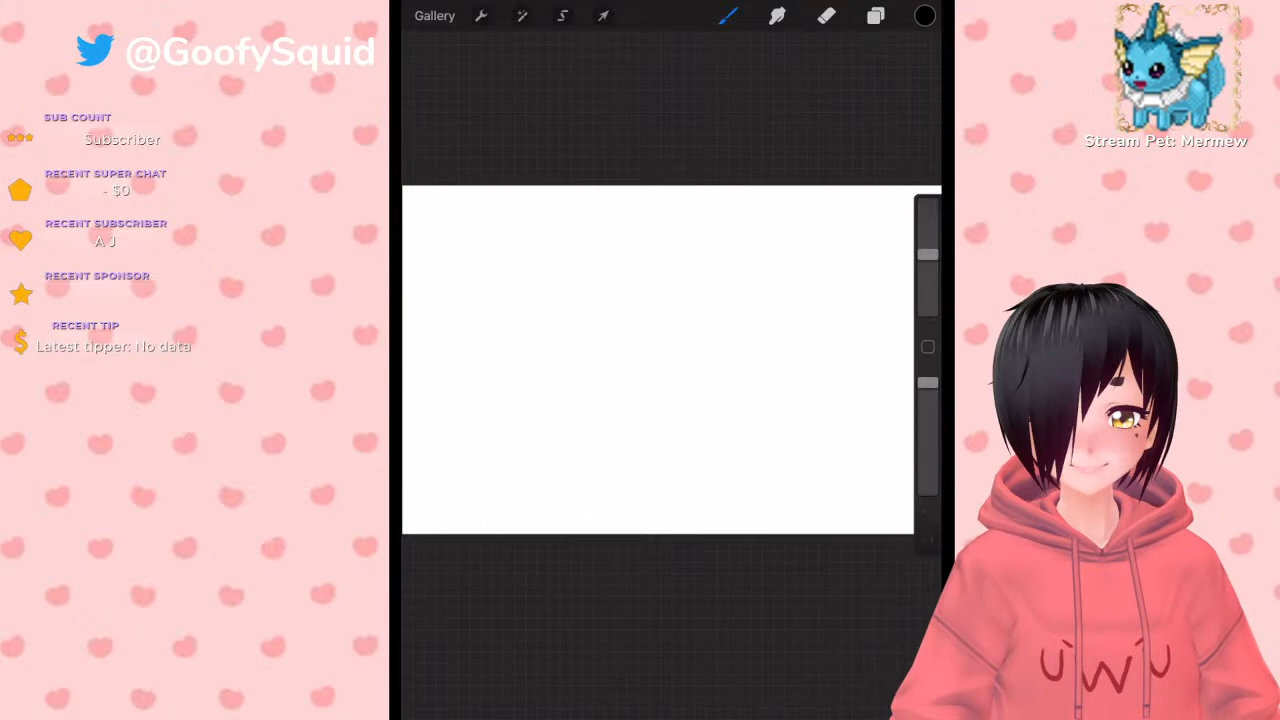 @GoofySquid
SUB COUNT
Subscriber
RECENT SUPER CHAT
- $0
RECENT SUBSCRIBER
A J
RECENT SPONSOR
RECENT TIP
Latest tipper: No data
Gallery
Stream Pet: Mermew
UWU